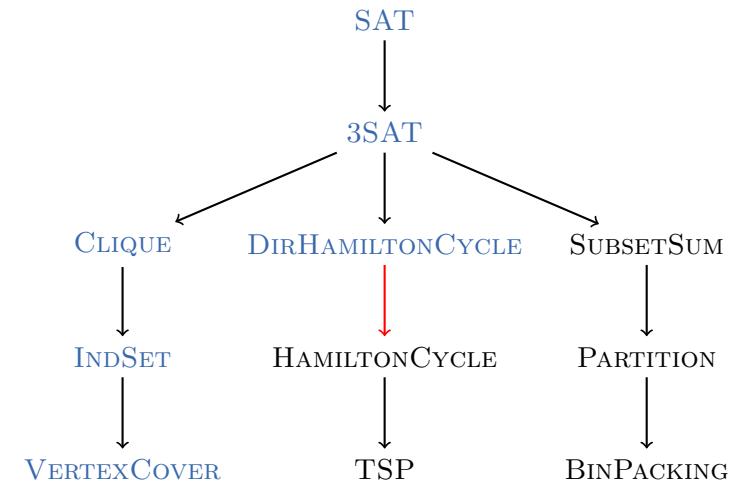 SAT
3SAT
CLIQUE DIRHAMILTONCYCLE SUBSETSUM
INDSET HAMILTONCYCLE PARTITION
VERTEXCOVER TSP BINPACKING